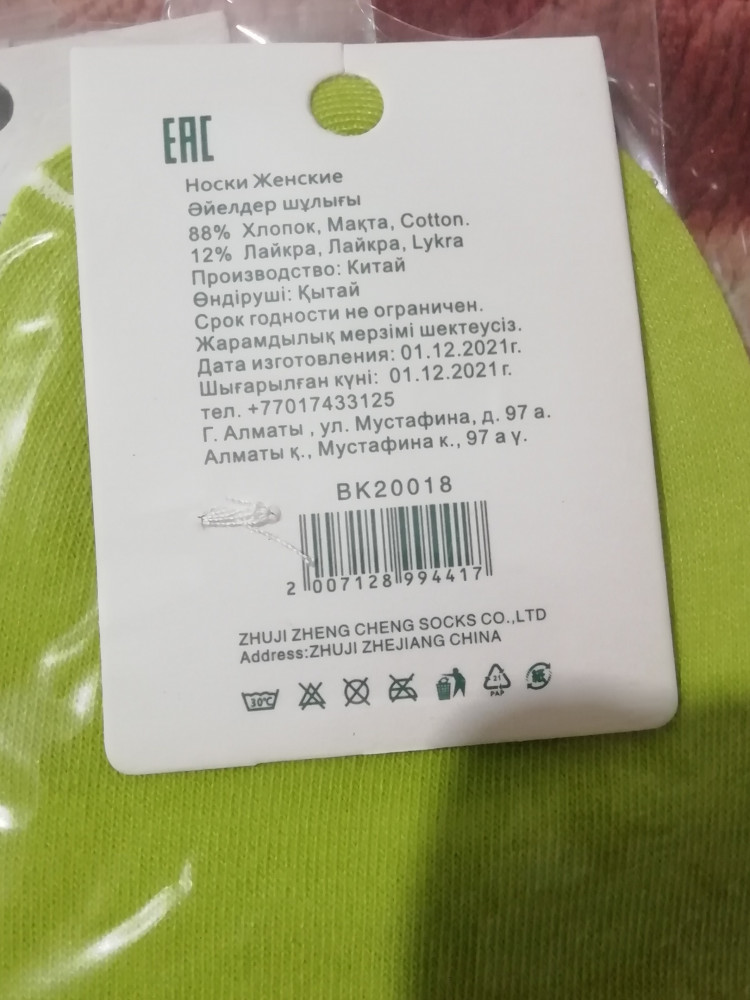 ЕАС
Носки Женские
Әйелдер шұлығы
88% Хлопок, Мақта, Cotton.
12% Лайкра, Лайкра, Lykra
Производство: Китай
Өндіруші: Қытай
Срок годности не ограничен.
Жарамдылық мерзімі шектеусіз.
Дата изготовления: 01.12.2021г.
Шығарылған күні: 01.12.2021г.
тел. +77017433125
Г. Алматы , ул. Мустафина, д. 97 а.
Алматы қ., Мустафина к., 97 а ү.
BK20018
2 007128 994417
ZHUJI ZHENG CHENG SOCKS CO.,LTD
Address:ZHUJI ZHEJIANG CHINA
30°C
21
PAP